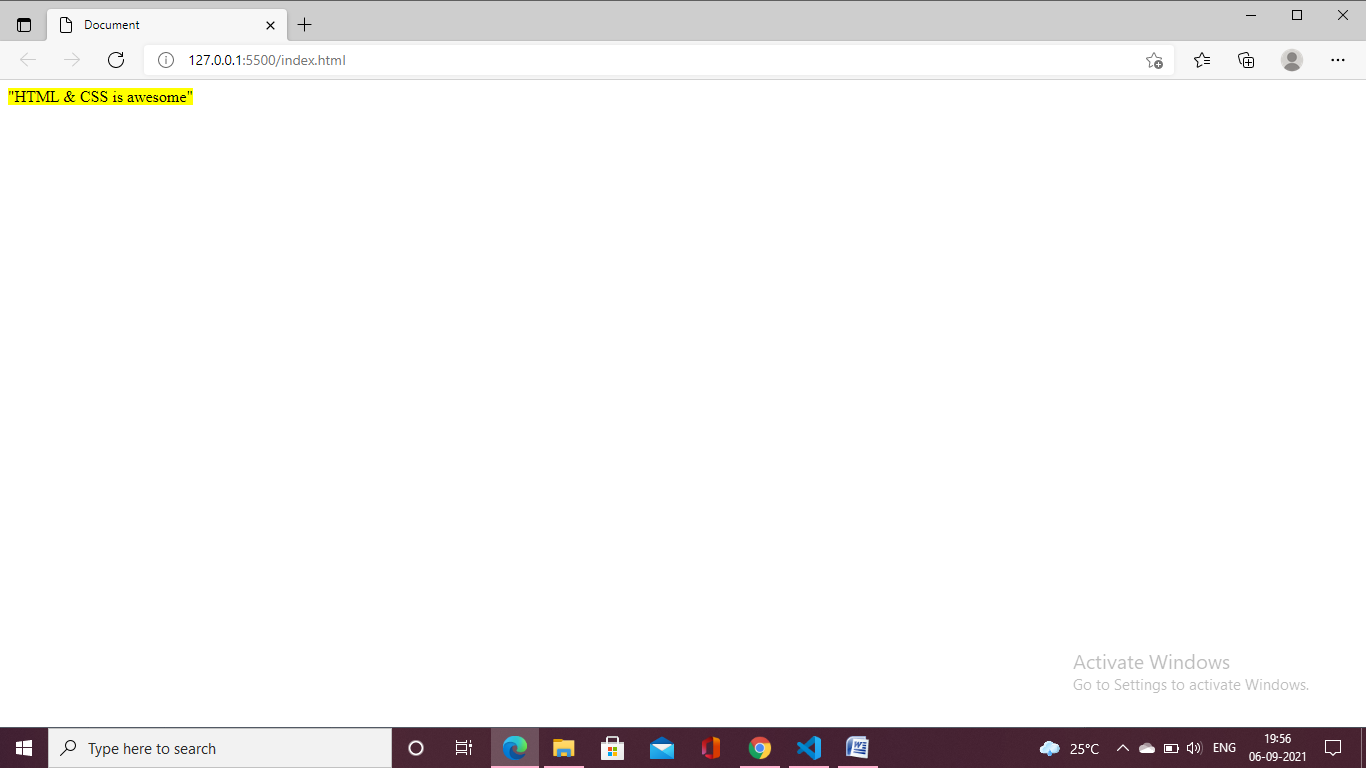 Document
127.0.0.1:5500/index.html
"HTML & CSS is awesome"
Activate Windows
Go to Settings to activate Windows.
Type here to search
25°C
ENG
19:56
06-09-2021